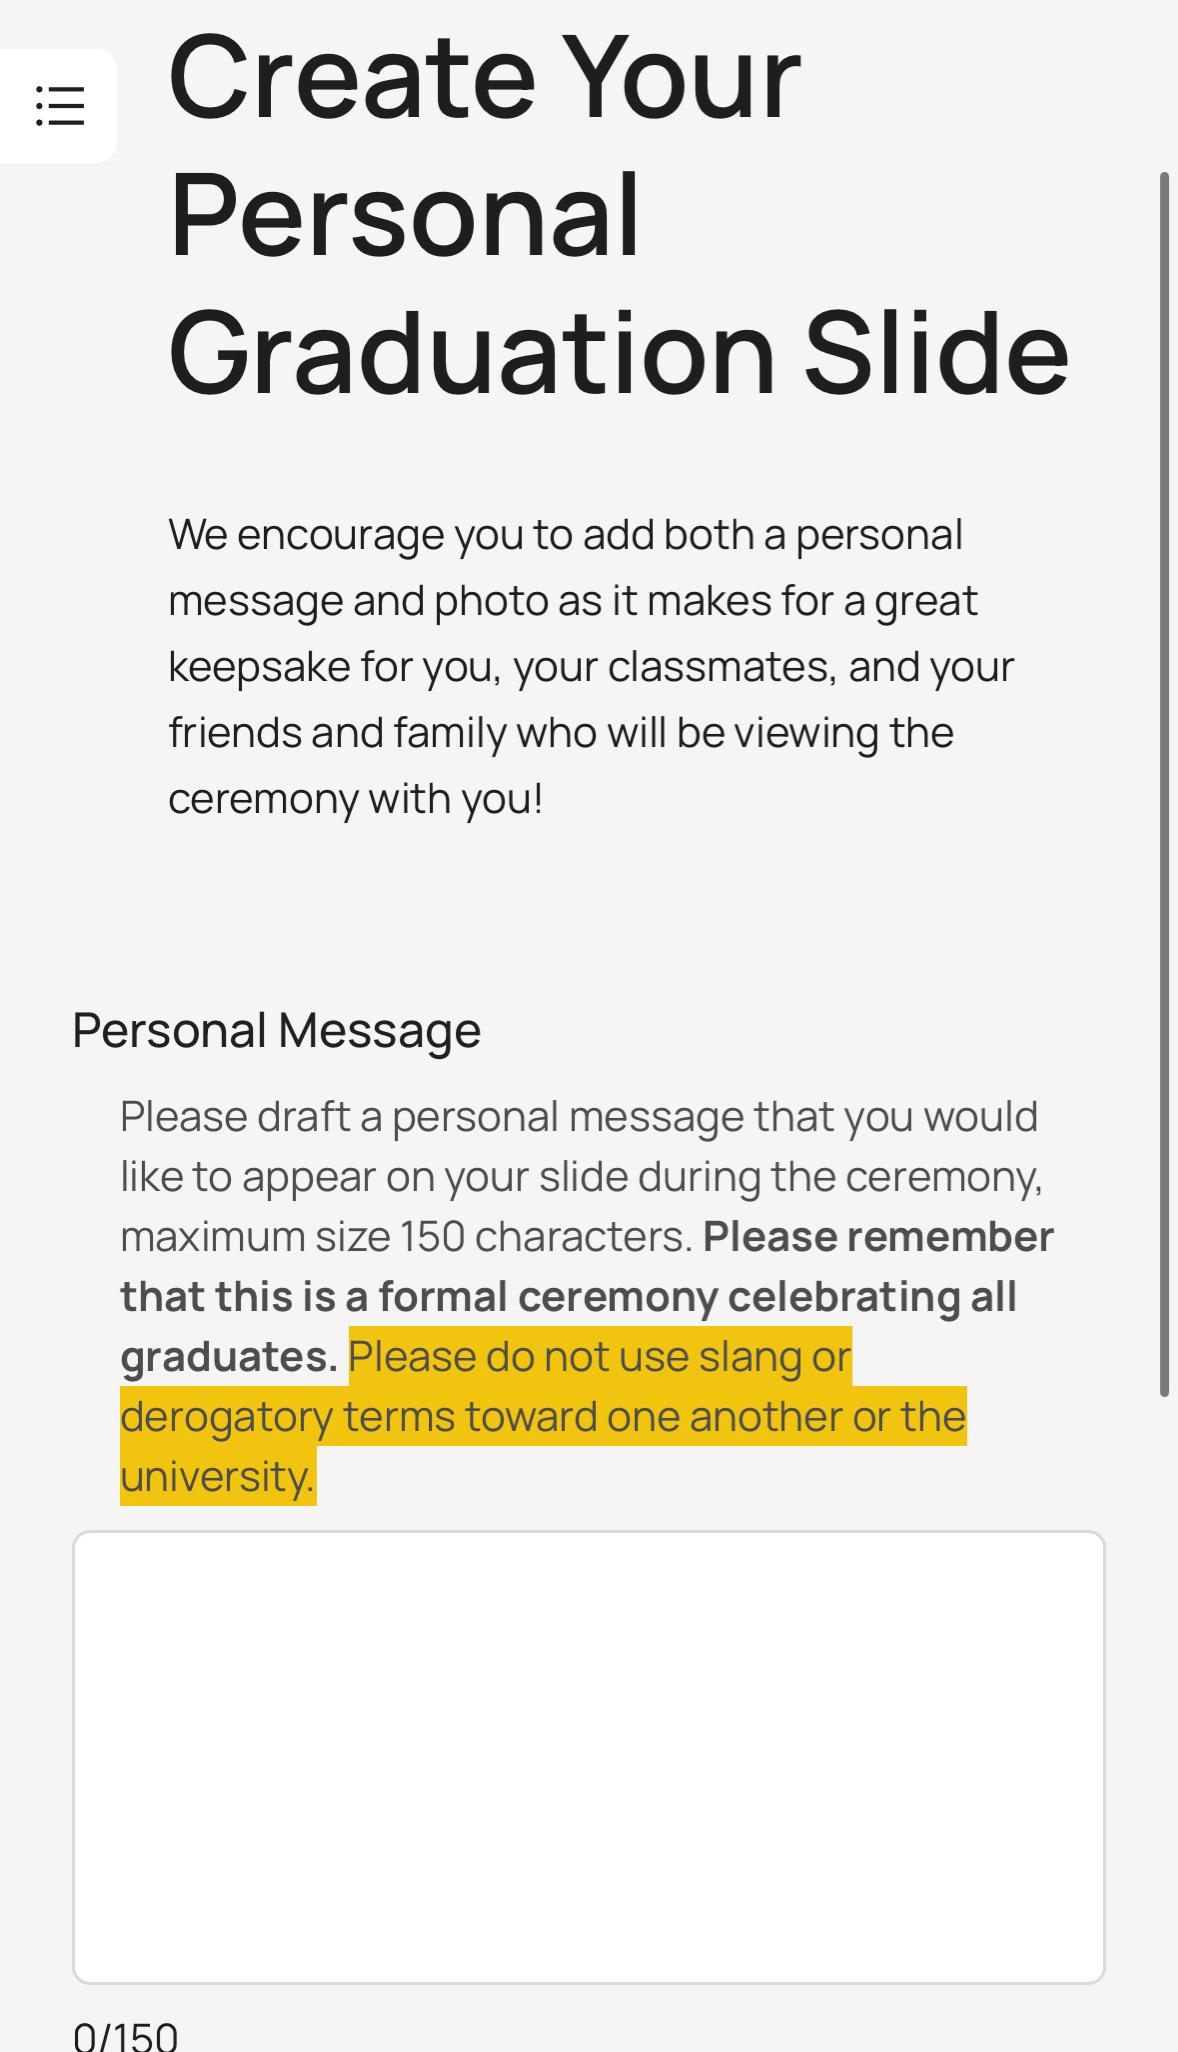 Create Your
Personal
Graduation Slide
We encourage you to add both a personal
message and photo as it makes for a great
keepsake for you, your classmates, and your
friends and family who will be viewing the
ceremony with you!
Personal Message
Please draft a personal message that you would
like to appear on your slide during the ceremony,
maximum size 150 characters. Please remember
that this is a formal ceremony celebrating all
graduates. Please do not use slang or
derogatory terms toward one another or the
university.
0/150